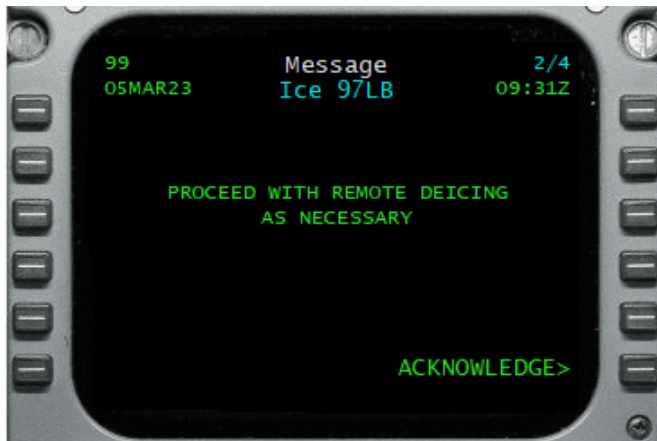 99 Message 2/4
05MAR23 Ice 97LB 09:31Z
PROCEED WITH REMOTE DEICING
AS NECESSARY
ACKNOWLEDGE>